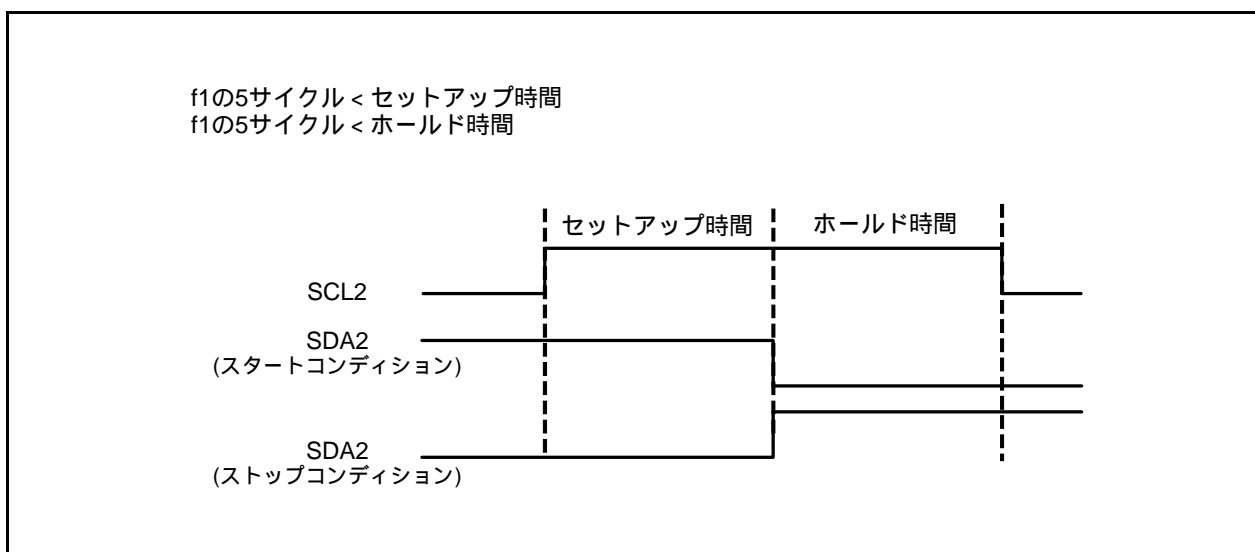 f1の5サイクル < セットアップ時間
f1の5サイクル < ホールド時間
セットアップ時間 ホールド時間
SCL2
SDA2
(スタートコンディション)
SDA2
(ストップコンディション)